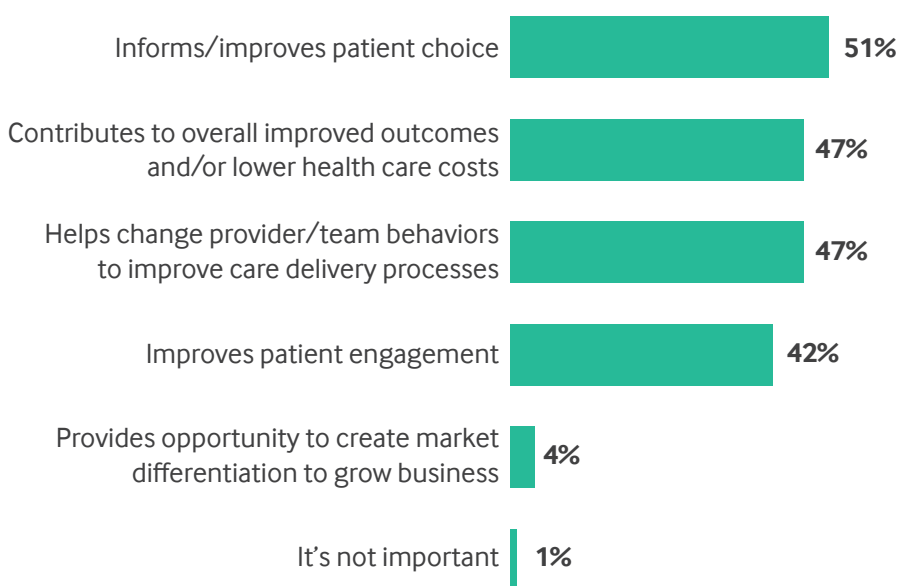 Informs/improves patient choice
51%
Contributes to overall improved outcomes
and/or lower health care costs
47%
Helps change provider/team behaviors
to improve care delivery processes
47%
Improves patient engagement
42%
Provides opportunity to create market
differentiation to grow business
4%
It’s not important
1%